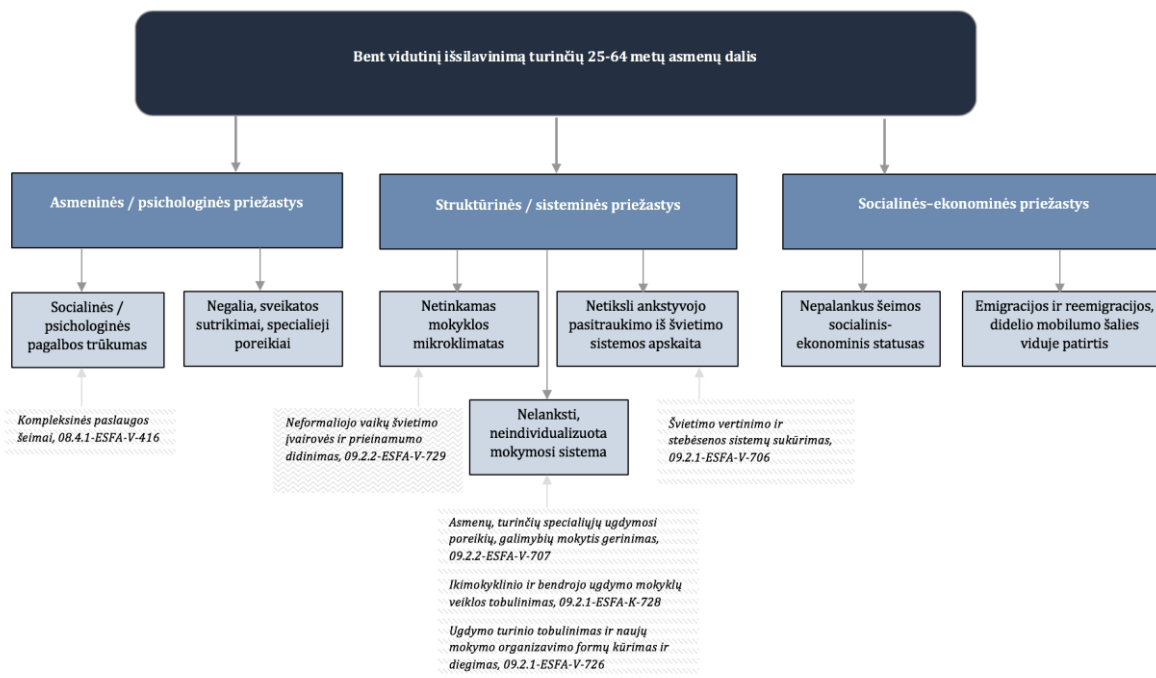 Bent vidutinį išsilavinimą turinčių 25-64 metų asmenų dalis
Asmeninės / psichologinės priežastys
Struktūrinės / sisteminės priežastys
Socialinės–ekonominės priežastys
Socialinės /
psichologinės
pagalbos trūkumas
Negalia, sveikatos
sutrikimai, specialieji
poreikiai
Netinkamas
mokyklos
mikroklimatas
Netiksli ankstyvojo
pasitraukimo iš švietimo
sistemos apskaita
Nepalankus šeimos
socialinis-
ekonominis statusas
Emigracijos ir reemigracijos,
didelio mobilumo šalies
viduje patirtis
Kompleksinės paslaugos
šeimai, 08.4.1-ESFA-V-416
Neformaliojo vaikų švietimo
įvairovės ir prieinamumo
didinimas, 09.2.2-ESFA-V-729
Nelanksti,
neindividualizuota
mokymosi sistema
Švietimo vertinimo ir
stebėsenos sistemų sukūrimas,
09.2.1-ESFA-V-706
Asmenų, turinčių specialiųjų ugdymosi
poreikių, galimybių mokytis gerinimas,
09.2.2-ESFA-V-707
Ikimokyklinio ir bendrojo ugdymo mokyklų
veiklos tobulinimas, 09.2.1-ESFA-K-728
Ugdymo turinio tobulinimas ir naujų
mokymo organizavimo formų kūrimas ir
diegimas, 09.2.1-ESFA-V-726